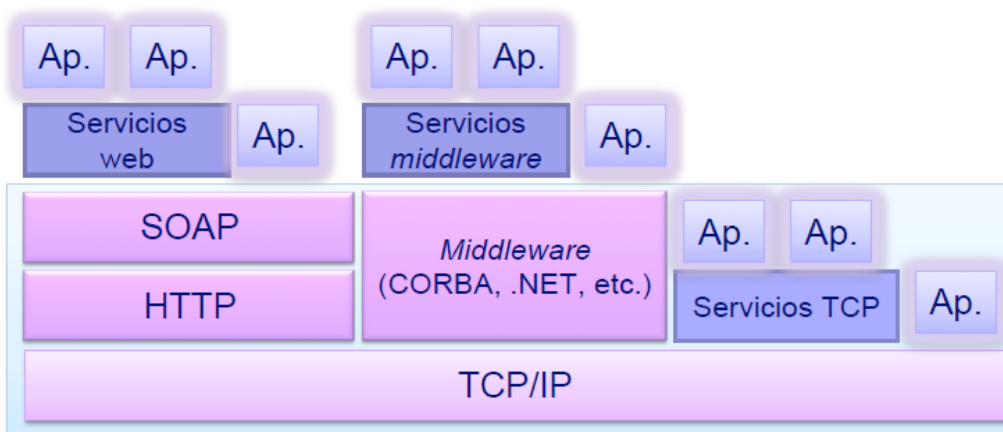 Ap.
Ap.
Ap.
Ap.
Servicios
web
Ap.
Servicios
middleware
Ap.
SOAP
HTTP
Middleware
(CORBA, .NET, etc.)
Ap.
Ap.
Servicios TCP
Ap.
TCP/IP